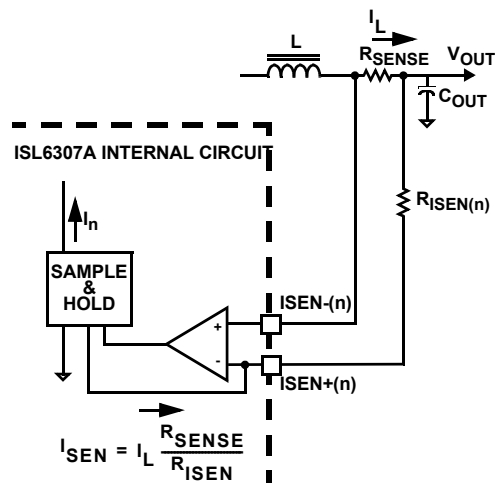 I_L
L
R_SENSE
V_OUT
C_OUT
ISL6307A INTERNAL CIRCUIT
R_ISEN(n)
I_n
SAMPLE
&
HOLD
ISEN-(n)
+
-
ISEN+(n)
I_SEN = I_L R_SENSE / R_ISEN